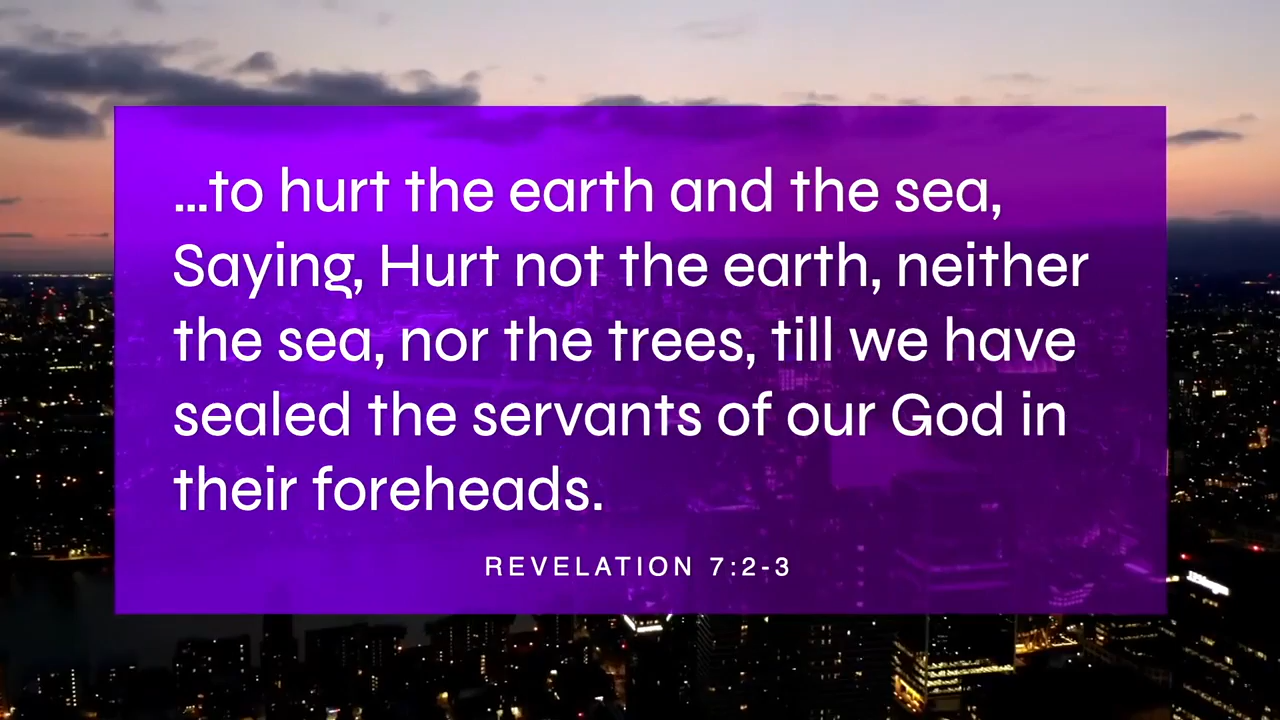 ...to hurt the earth and the sea,
Saying, Hurt not the earth, neither
the sea, nor the trees, till we have
sealed the servants of our God in
their foreheads.
REVELATION 7:2-3